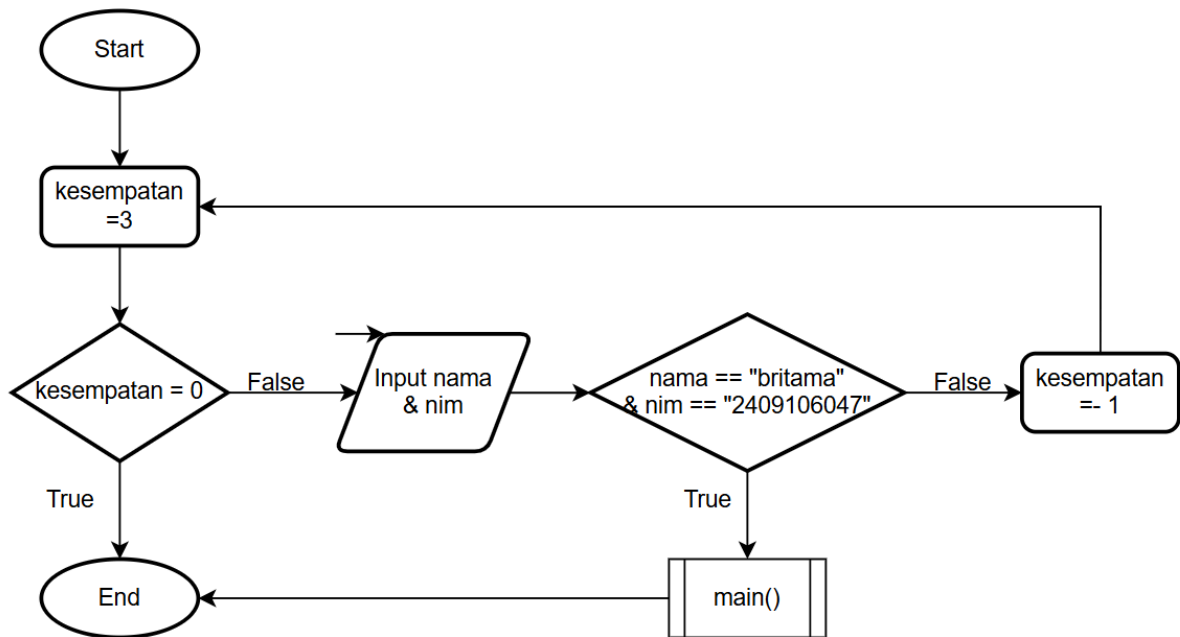 Start
kesempatan
=3
kesempatan = 0
False
Input nama
& nim
nama == "britama"
& nim == "2409106047"
False
kesempatan
=- 1
True
True
End
main()